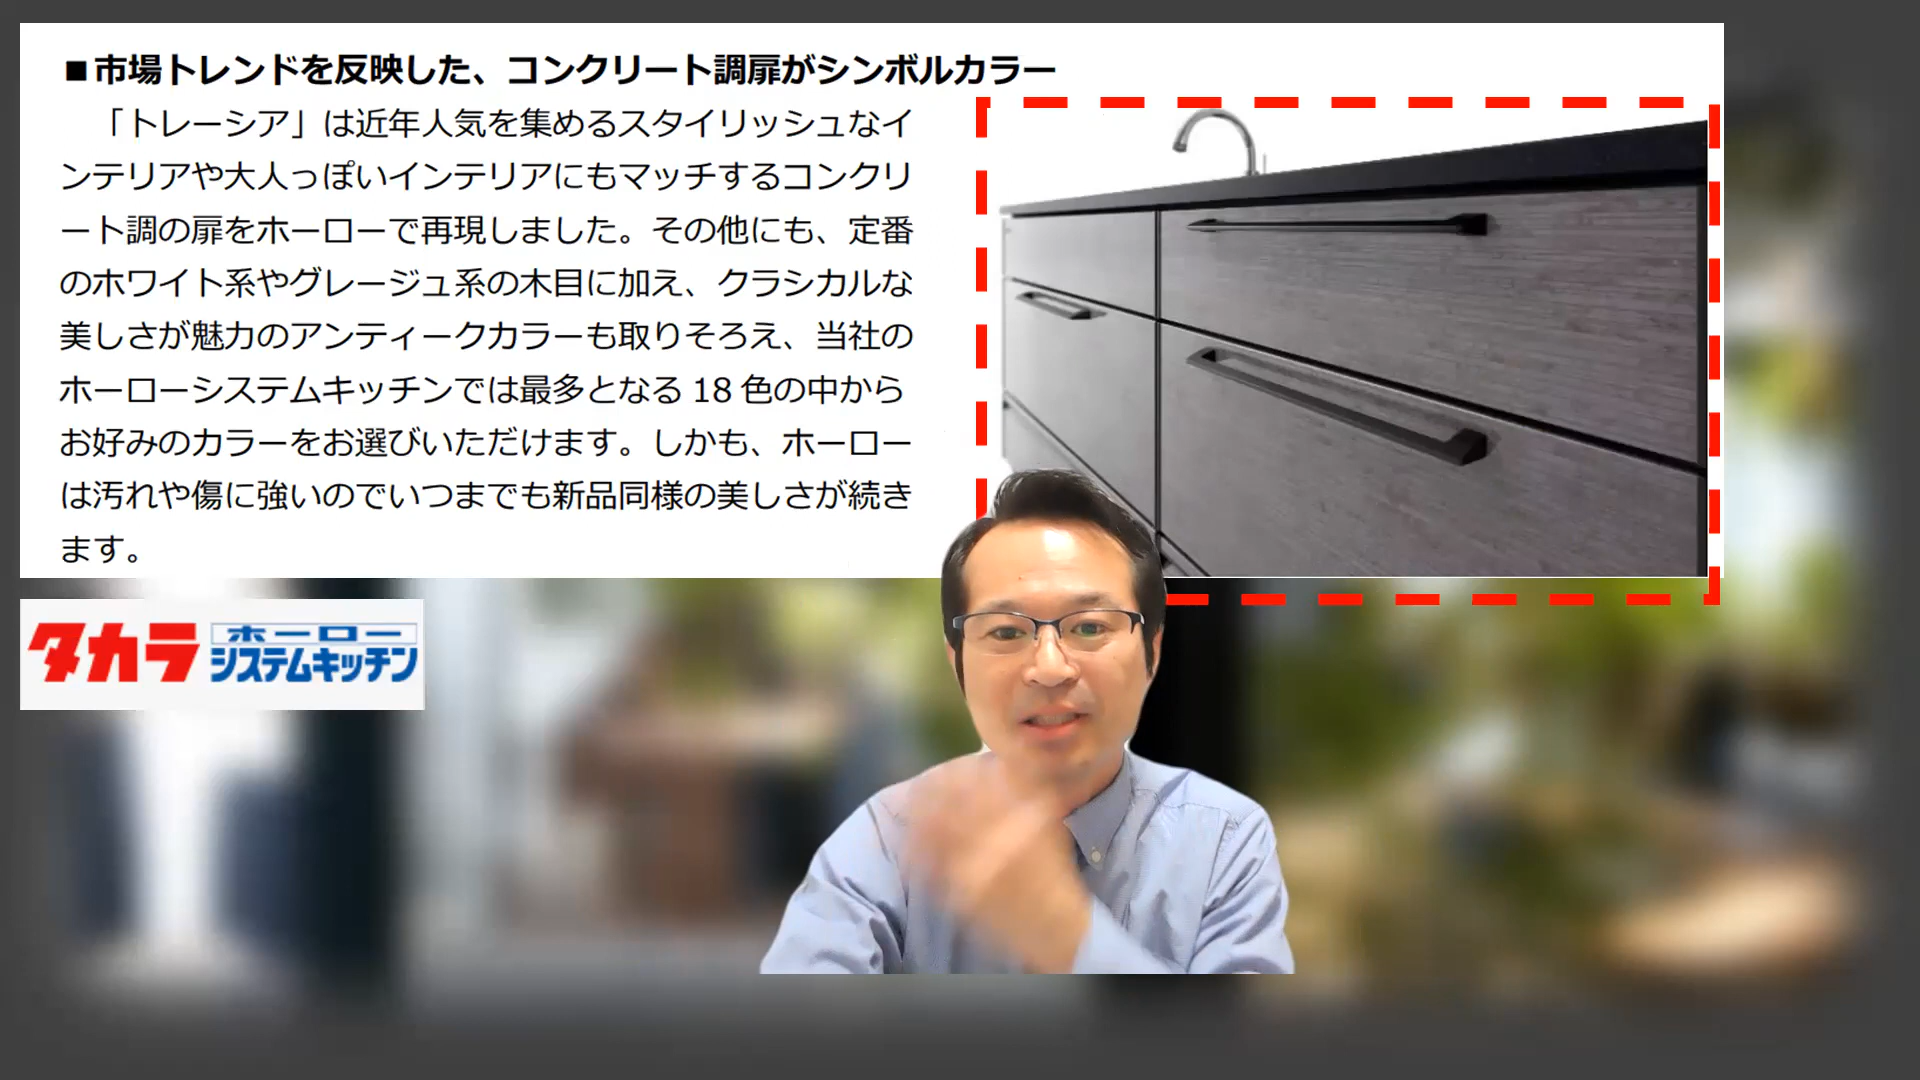 ■市場トレンドを反映した、コンクリート調扉がシンボルカラー
「トレーシア」は近年人気を集めるスタイリッシュなイ
ンテリアや大人っぽいインテリアにもマッチするコンクリ
ート調の扉をホーローで再現しました。その他にも、定番
のホワイト系やグレージュ系の木目に加え、クラシカルな
美しさが魅力のアンティークカラーも取りそろえ、当社の
ホーローシステムキッチンでは最多となる 18 色の中から
お好みのカラーをお選びいただけます。しかも、ホーロー
は汚れや傷に強いのでいつまでも新品同様の美しさが続き
ます。
タカラ ホーロー
システムキッチン